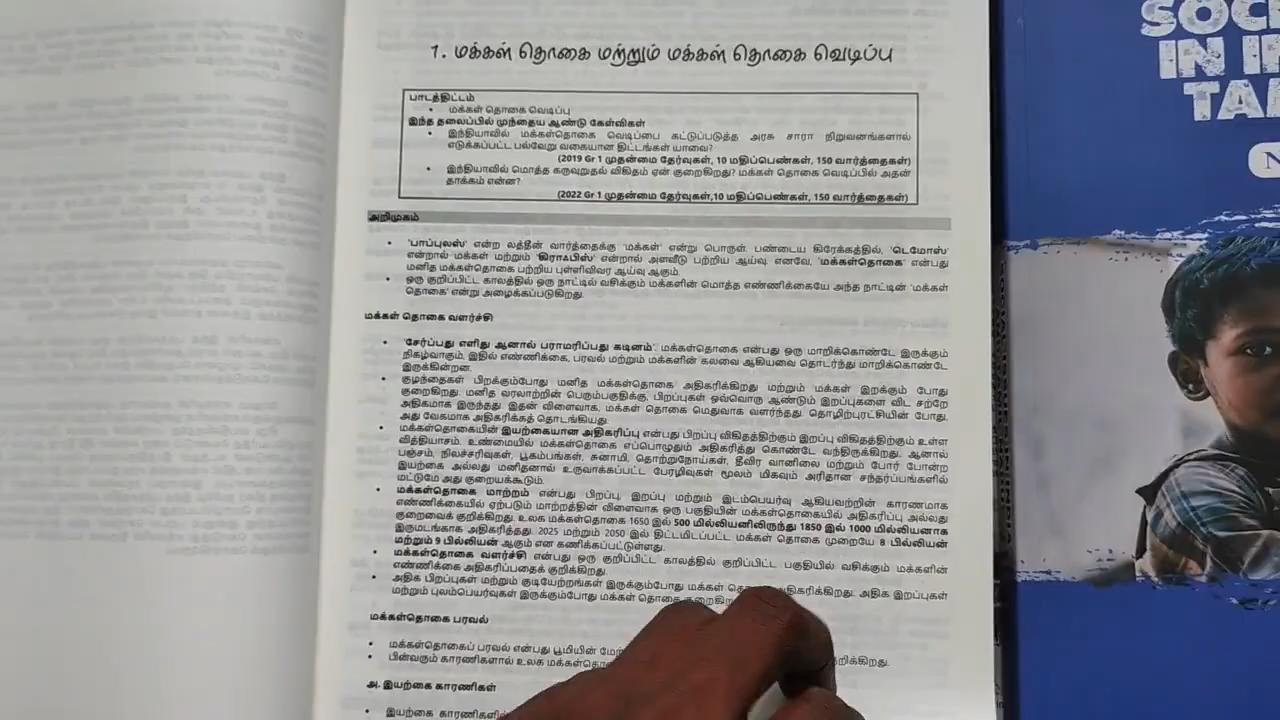 1. மக்கள் தொகை மற்றும் மக்கள் தொகை வெடிப்பு
பாடத்திட்டம்
• மக்கள் தொகை வெடிப்பு
இந்த தலைப்பில் முந்தைய ஆண்டு கேள்விகள்
• இந்தியாவில் மக்கள்தொகை வெடிப்பை கட்டுப்படுத்த அரசு சாரா நிறுவனங்களால்
எடுக்கப்பட்ட பல்வேறு வகையான திட்டங்கள் யாவை?
(2019 Gr 1 முதன்மை தேர்வுகள், 10 மதிப்பெண்கள், 150 வார்த்தைகள்)
• இந்தியாவில் மொத்த கருவுறுதல் விகிதம் ஏன் குறைகிறது? மக்கள் தொகை வெடிப்பில் அதன்
தாக்கம் என்ன?
(2022 Gr 1 முதன்மை தேர்வுகள்,10 மதிப்பெண்கள், 150 வார்த்தைகள்)
அறிமுகம்
• 'பாப்புலஸ்' என்ற லத்தீன் வார்த்தைக்கு 'மக்கள்' என்று பொருள். பண்டைய கிரேக்கத்தில், 'டெமோஸ்'
என்றால் மக்கள் மற்றும் 'கிராஃபிஸ்' என்றால் அளவீடு பற்றிய ஆய்வு. எனவே, 'மக்கள்தொகை' என்பது
மனித மக்கள்தொகை பற்றிய புள்ளிவிவர ஆய்வு ஆகும்.
• ஒரு குறிப்பிட்ட காலத்தில் ஒரு நாட்டில் வசிக்கும் மக்களின் மொத்த எண்ணிக்கையே அந்த நாட்டின் 'மக்கள்
தொகை' என்று அழைக்கப்படுகிறது.
மக்கள் தொகை வளர்ச்சி
• 'சேர்ப்பது எளிது ஆனால் பராமரிப்பது கடினம்'. மக்கள்தொகை என்பது ஒரு மாறிக்கொண்டே இருக்கும்
நிகழ்வாகும், இதில் எண்ணிக்கை, பரவல் மற்றும் மக்களின் கலவை ஆகியவை தொடர்ந்து மாறிக்கொண்டே
இருக்கின்றன.
• குழந்தைகள் பிறக்கும்போது மனித மக்கள்தொகை அதிகரிக்கிறது மற்றும் மக்கள் இறக்கும் போது
குறைகிறது. மனித வரலாற்றின் பெரும்பகுதிக்கு, பிறப்புகள் ஒவ்வொரு ஆண்டும் இறப்புகளை விட சற்றே
அதிகமாக இருந்தது. இதன் விளைவாக, மக்கள் தொகை மெதுவாக வளர்ந்தது. தொழிற்புரட்சியின் போது,
அது வேகமாக அதிகரிக்கத் தொடங்கியது.
• மக்கள்தொகையின் இயற்கையான அதிகரிப்பு என்பது பிறப்பு விகிதத்திற்கும் இறப்பு விகிதத்திற்கும் உள்ள
வித்தியாசம். உண்மையில் மக்கள்தொகை எப்பொழுதும் அதிகரித்து கொண்டே வந்திருக்கிறது. ஆனால்
பஞ்சம், நிலச்சரிவுகள், பூகம்பங்கள், சுனாமி, தொற்றுநோய்கள், தீவிர வானிலை மற்றும் போர் போன்ற
இயற்கை அல்லது மனிதனால் உருவாக்கப்பட்ட பேரழிவுகள் மூலம் மிகவும் அரிதான சந்தர்ப்பங்களில்
மட்டுமே அது குறையக்கூடும்.
• மக்கள்தொகை மாற்றம் என்பது பிறப்பு, இறப்பு மற்றும் இடம்பெயர்வு ஆகியவற்றின் காரணமாக
எண்ணிக்கையில் ஏற்படும் மாற்றத்தின் விளைவாக ஒரு பகுதியின் மக்கள்தொகையில் அதிகரிப்பு அல்லது
குறைவைக் குறிக்கிறது. உலக மக்கள்தொகை 1650 இல் 500 மில்லியனிலிருந்து 1850 இல் 1000 மில்லியனாக
இருமடங்காக அதிகரித்தது. 2025 மற்றும் 2050 இல் திட்டமிடப்பட்ட மக்கள் தொகை முறையே 8 பில்லியன்
மற்றும் 9 பில்லியன் ஆகும் என கணிக்கப்பட்டுள்ளது.
• மக்கள்தொகை வளர்ச்சி என்பது ஒரு குறிப்பிட்ட காலத்தில் குறிப்பிட்ட பகுதியில் வசிக்கும் மக்களின்
எண்ணிக்கை அதிகரிப்பதைக் குறிக்கிறது.
• அதிக பிறப்புகள் மற்றும் குடியேற்றங்கள் இருக்கும்போது மக்கள் அதிகரிக்கிறது. அதிக இறப்புகள்
மற்றும் புலம்பெயர்வுகள் இருக்கும்போது மக்கள் தொகை
மக்கள்தொகை பரவல்
• மக்கள்தொகைப் பரவல் என்பது பூமியின்
• பின்வரும் காரணிகளால் உலக
அ. இயற்கை காரணிகள்
• இயற்கை
SOC
IN I
TA
N